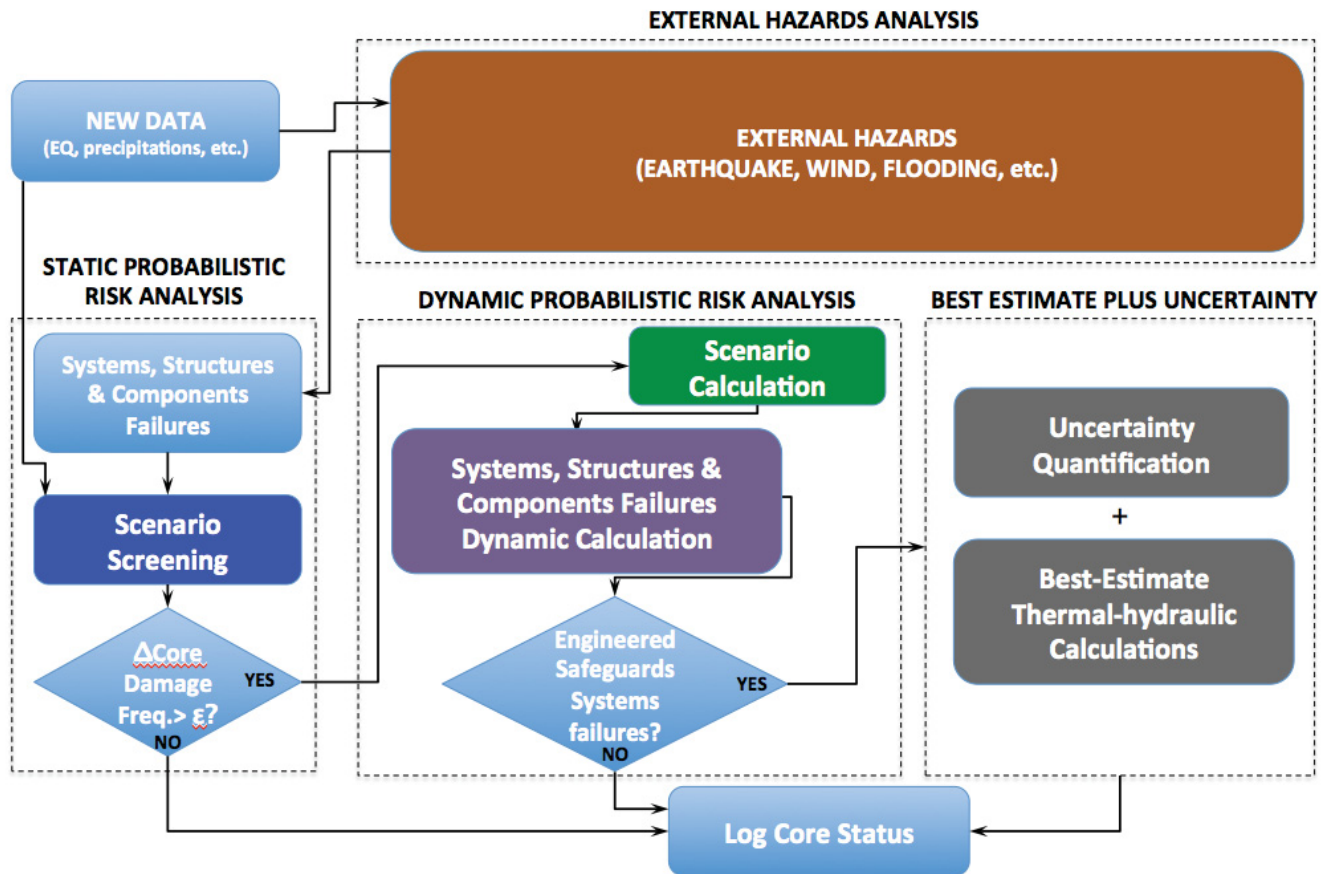 EXTERNAL HAZARDS ANALYSIS
NEW DATA
(EQ, precipitations, etc.)
EXTERNAL HAZARDS
(EARTHQUAKE, WIND, FLOODING, etc.)
STATIC PROBABILISTIC
RISK ANALYSIS
DYNAMIC PROBABILISTIC RISK ANALYSIS
BEST ESTIMATE PLUS UNCERTAINTY
Systems, Structures
& Components
Failures
Scenario
Screening
ΔCore
Damage
Freq.> ε?
YES
NO
Scenario
Calculation
Systems, Structures &
Components Failures
Dynamic Calculation
Engineered
Safeguards
Systems
failures?
YES
NO
Uncertainty
Quantification
+
Best-Estimate
Thermal-hydraulic
Calculations
Log Core Status